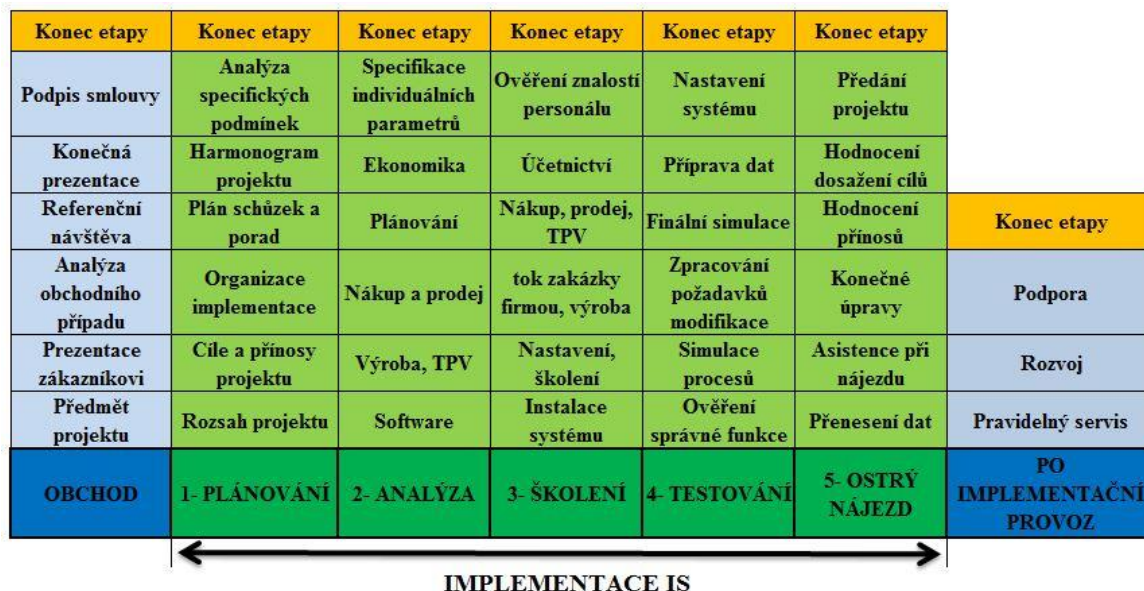 Konec etapy Konec etapy Konec etapy Konec etapy Konec etapy Konec etapy
Podpis smlouvy
Analýza
specifických
podmínek
Specifikace
individuálních
parametrů
Ověření znalostí
personálu
Nastavení
systému
Předání
projektu
Konečná
prezentace
Harmonogram
projektu
Ekonomika
Účetnictví
Příprava dat
Hodnocení
dosažení cílů
Referenční
návštěva
Plán schůzek a
porad
Plánování
Nákup, prodej,
TPV
Finální simulace
Hodnocení
přínosů
Konec etapy
Analýza
obchodního
případu
Organizace
implementace
Nákup a prodej
tok zakázky
firmou, výroba
Zpracování
požadavků
modifikace
Konečné
úpravy
Podpora
Prezentace
zákazníkovi
Cíle a přínosy
projektu
Výroba, TPV
Nastavení,
školení
Simulace
procesů
Asistence při
nájezdu
Rozvoj
Předmět
projektu
Rozsah projektu
Software
Instalace
systému
Ověření
správné funkce
Přenesení dat
Pravidelný servis
OBCHOD
1- PLÁNOVÁNÍ
2- ANALÝZA
3- ŠKOLENÍ
4- TESTOVÁNÍ
5- OSTRÝ
NÁJEZD
PO
IMPLEMENTAČNÍ
PROVOZ
IMPLEMENTACE IS